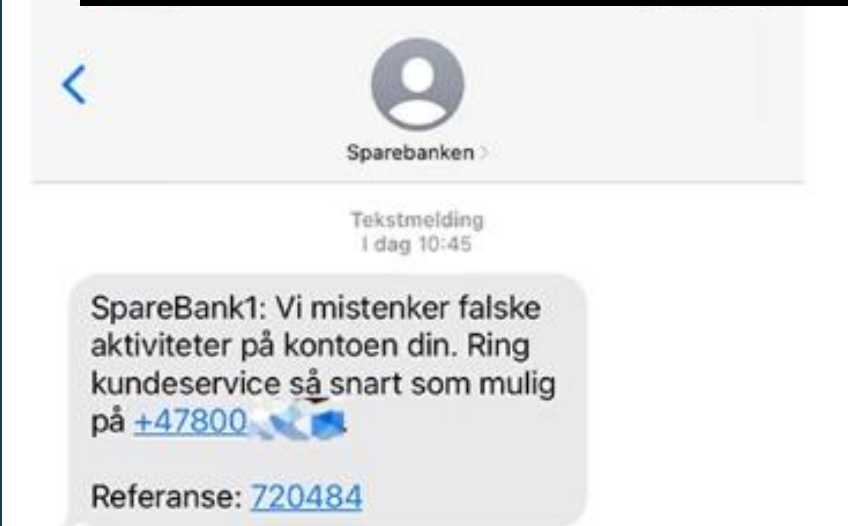 Sparebanken
Tekstmelding
I dag 10:45
SpareBank1: Vi mistenker falske
aktiviteter på kontoen din. Ring
kundeservice så snart som mulig
på +47800
Referanse: 720484